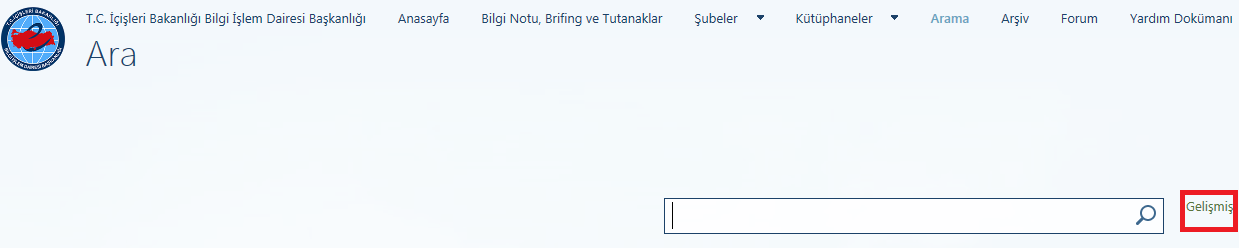 T.C. İçişleri Bakanlığı Bilgi İşlem Dairesi Başkanlığı Anasayfa Bilgi Notu, Brifing ve Tutanaklar Şubeler Kütüphaneler Arama Arşiv Forum Yardım Dokümanı
Ara
Gelişmiş